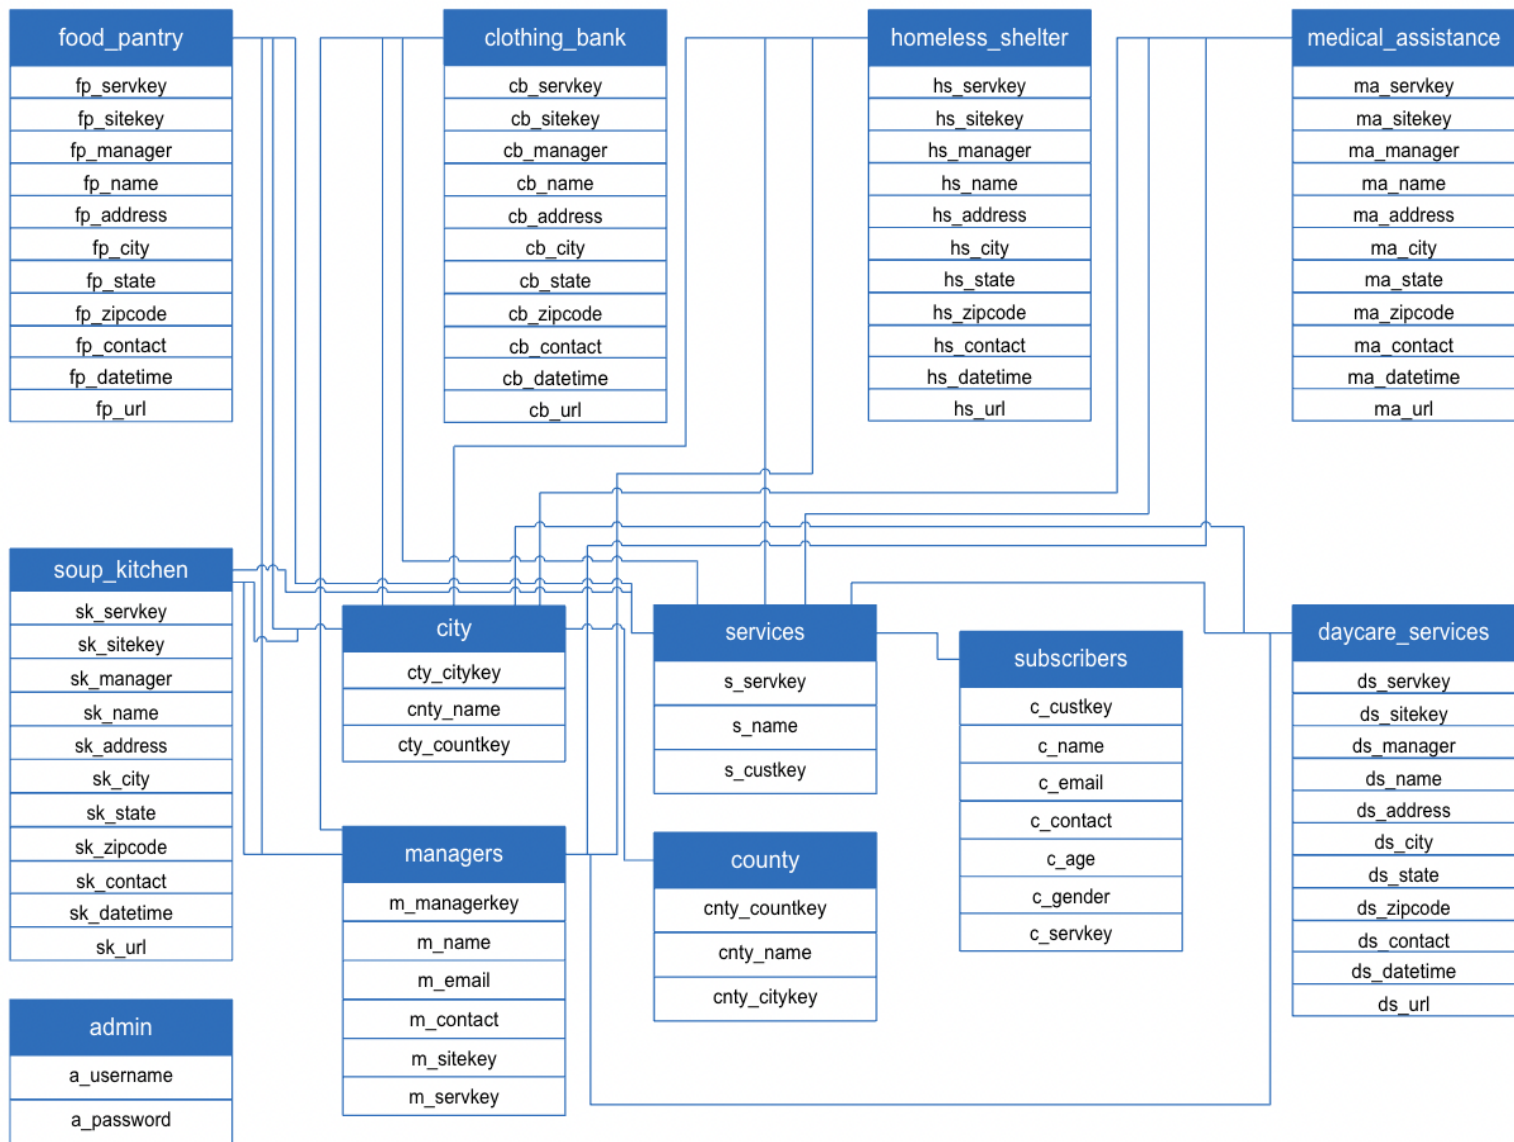 food_pantry
fp_servkey
fp_sitekey
fp_manager
fp_name
fp_address
fp_city
fp_state
fp_zipcode
fp_contact
fp_datetime
fp_url
clothing_bank
cb_servkey
cb_sitekey
cb_manager
cb_name
cb_address
cb_city
cb_state
cb_zipcode
cb_contact
cb_datetime
cb_url
homeless_shelter
hs_servkey
hs_sitekey
hs_manager
hs_name
hs_address
hs_city
hs_state
hs_zipcode
hs_contact
hs_datetime
hs_url
medical_assistance
ma_servkey
ma_sitekey
ma_manager
ma_name
ma_address
ma_city
ma_state
ma_zipcode
ma_contact
ma_datetime
ma_url
soup_kitchen
sk_servkey
sk_sitekey
sk_manager
sk_name
sk_address
sk_city
sk_state
sk_zipcode
sk_contact
sk_datetime
sk_url
city
cty_citykey
cnty_name
cty_countkey
services
s_servkey
s_name
s_custkey
subscribers
c_custkey
c_name
c_email
c_contact
c_age
c_gender
c_servkey
daycare_services
ds_servkey
ds_sitekey
ds_manager
ds_name
ds_address
ds_city
ds_state
ds_zipcode
ds_contact
ds_datetime
ds_url
managers
m_managerkey
m_name
m_email
m_contact
m_sitekey
m_servkey
county
cnty_countkey
cnty_name
cnty_citykey
admin
a_username
a_password